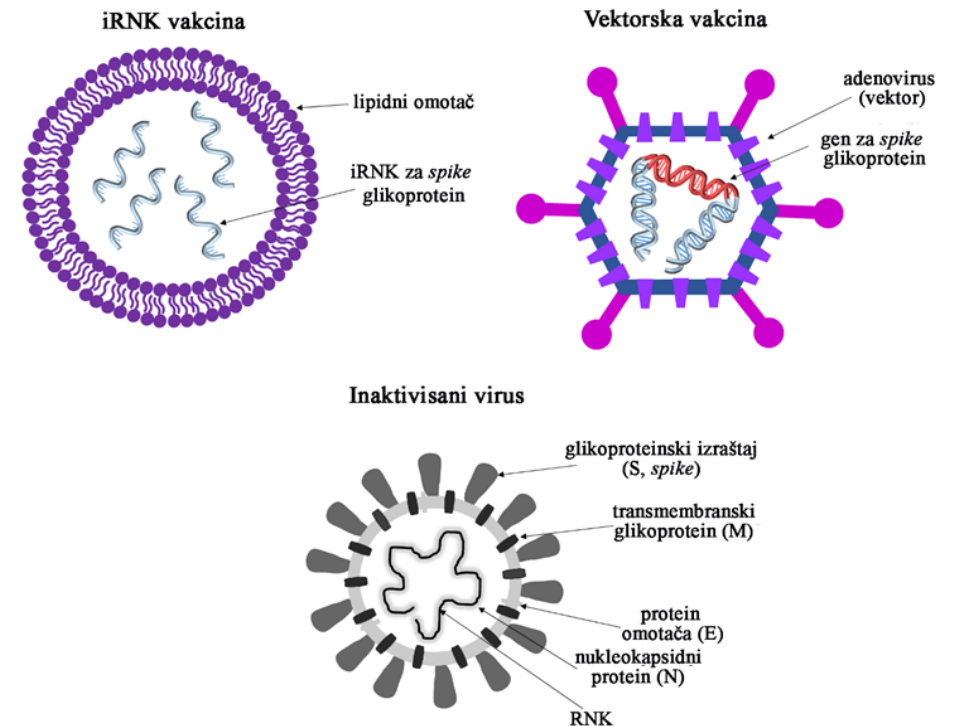 iRNK vakcina
lipidni omotač
iRNK za spike
glikoprotein
Vektorska vakcina
adenovirus
(vektor)
gen za spike
glikoprotein
Inaktivisani virus
glikoproteinski izraštaj
(S, spike)
transmembranski
glikoprotein (M)
protein
omotača (E)
nukleokapsidni
protein (N)
RNK